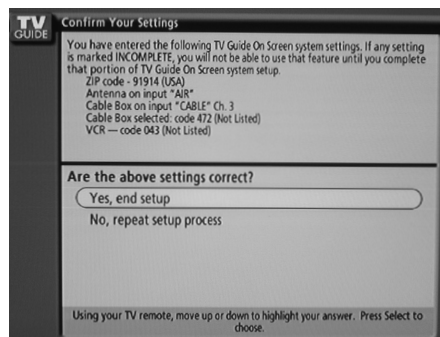 TV
GUIDE
Confirm Your Settings
You have entered the following TV Guide On Screen system settings. If any setting
is marked INCOMPLETE, you will not be able to use that feature until you complete
that portion of TV Guide On Screen system setup.
ZIP code - 91914 (USA)
Antenna on input "AIR"
Cable Box on input "CABLE" Ch. 3
Cable Box selected: code 472 (Not Listed)
VCR — code 043 (Not Listed)
Are the above settings correct?
Yes, end setup
No, repeat setup process
Using your TV remote, move up or down to highlight your answer. Press Select to
choose.